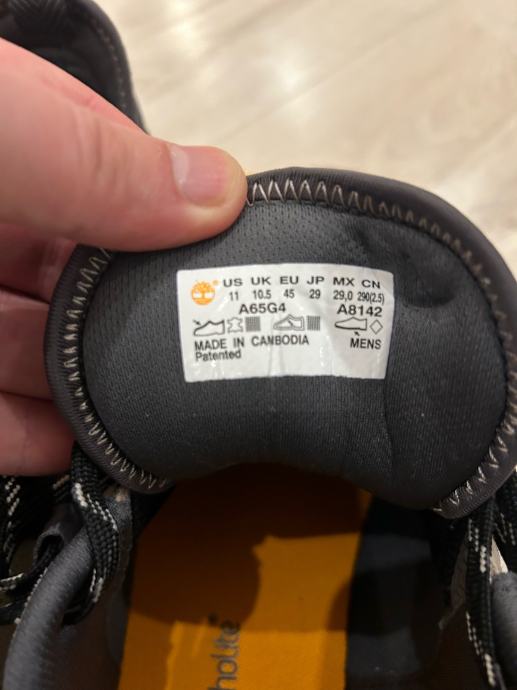 US UK EU JP MX CN
11 10.5 45 29 29,0 290(2.5)
A65G4 A8142
MADE IN CAMBODIA MENS
Patented
holite